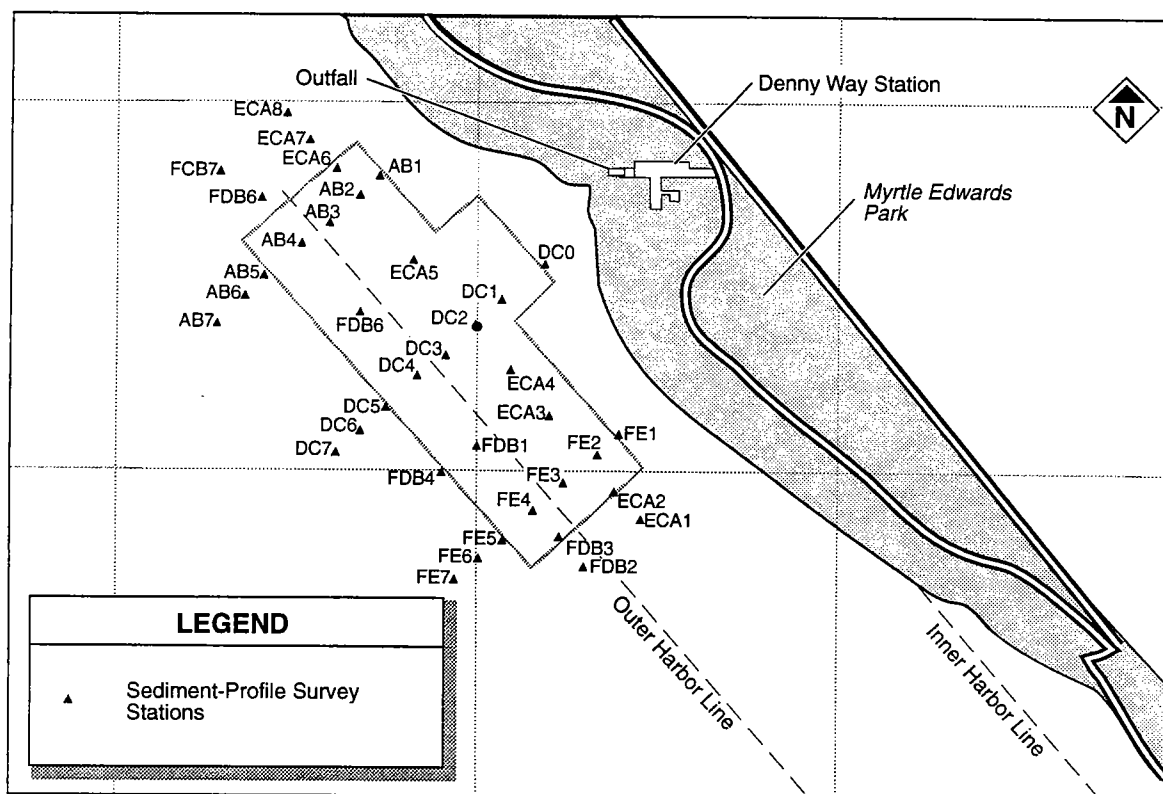 Outfall
Denny Way Station
N
ECA8
ECA7
ECA6
AB1
FCB7
AB2
FDB6
AB3
Myrtle Edwards
Park
AB4
DC0
ECA5
AB5
AB6
DC1
AB7
FDB6
DC2
DC3
DC4
ECA4
DC5
ECA3
DC6
FE1
DC7
FDB1
FE2
FDB4
FE3
ECA2
FE4
ECA1
FE5
FDB3
FE6
FDB2
FE7
Outer Harbor Line
Inner Harbor Line
LEGEND
Sediment-Profile Survey
Stations